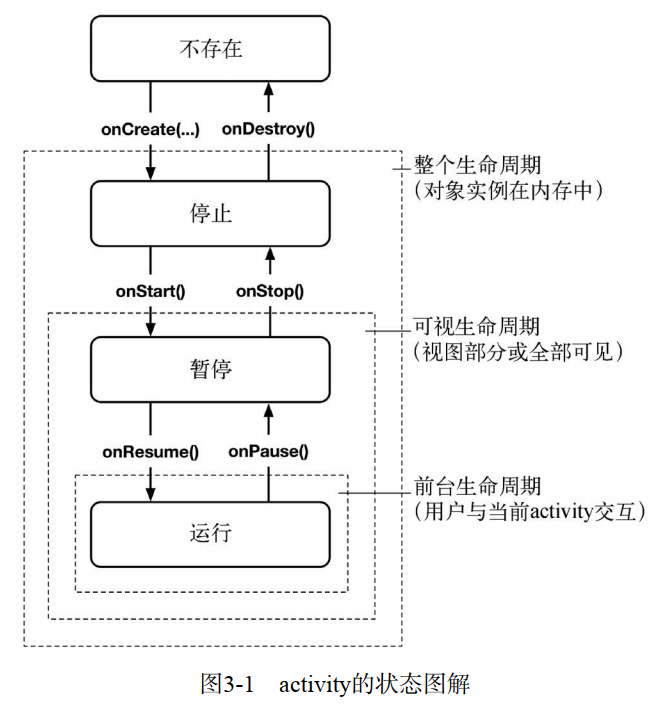 不存在
onCreate(...) onDestroy()
整个生命周期
（对象实例在内存中）
停止
onStart() onStop()
可视生命周期
（视图部分或全部可见）
暂停
onResume() onPause()
前台生命周期
（用户与当前activity交互）
运行
图3-1 activity的状态图解